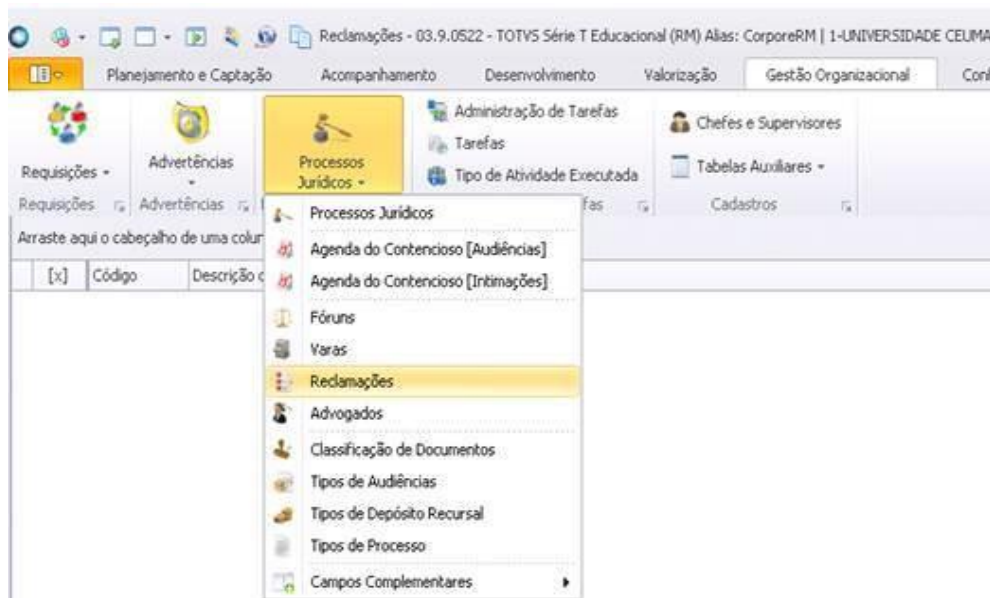 Reclamações - 03.9.0522 - TOTVS Série T Educacional (RM) Alias: CorporeRM | 1-UNIVERSIDADE CEUMA
Planejamento e Captação Acompanhamento Desenvolvimento Valorização Gestão Organizacional
Requisições
Advertências
Processos Jurídicos
Administração de Tarefas
Tarefas
Tipo de Atividade Executada
Chefes e Supervisores
Tabelas Auxiliares
Requisições Advertências fas Cadastros
Arraste aqui o cabeçalho de uma colun
[x] Código Descrição
Processos Jurídicos
Agenda do Contencioso [Audiências]
Agenda do Contencioso [Intimações]
Fóruns
Varas
Reclamações
Advogados
Classificação de Documentos
Tipos de Audiências
Tipos de Depósito Recursal
Tipos de Processo
Campos Complementares